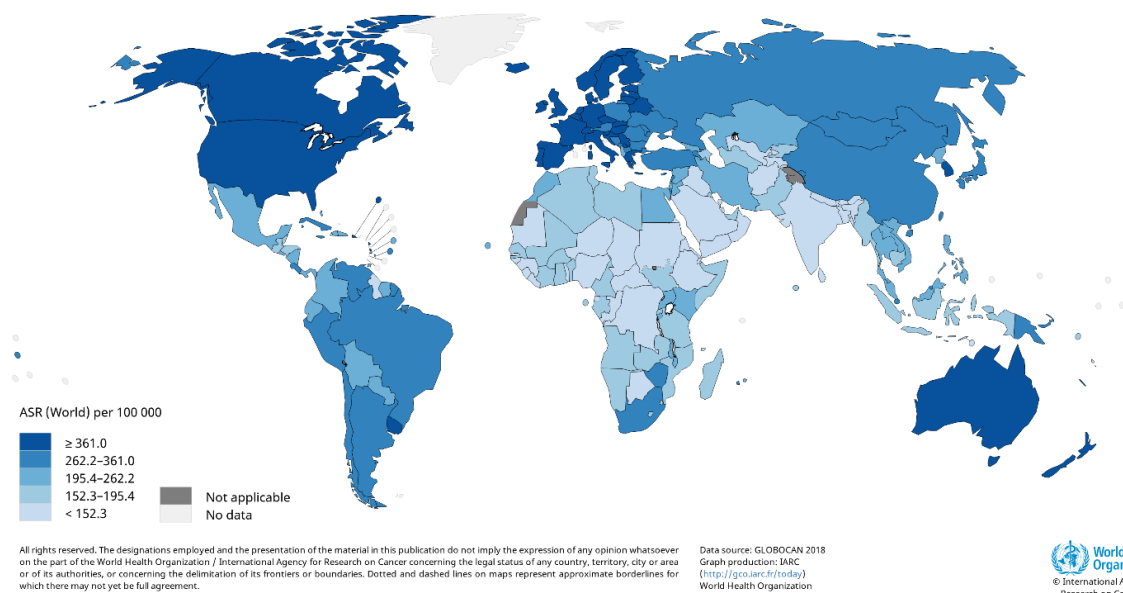 ASR (World) per 100 000
≥ 361.0
262.2–361.0
195.4–262.2
152.3–195.4
< 152.3
Not applicable
No data
All rights reserved. The designations employed and the presentation of the material in this publication do not imply the expression of any opinion whatsoever
on the part of the World Health Organization / International Agency for Research on Cancer concerning the legal status of any country, territory, city or area
or of its authorities, or concerning the delimitation of its frontiers or boundaries. Dotted and dashed lines on maps represent approximate borderlines for
which there may not yet be full agreement.
Data source: GLOBOCAN 2018
Graph production: IARC
(http://gco.iarc.fr/today)
World Health Organization
World
Organ
© International A
Research on Ca